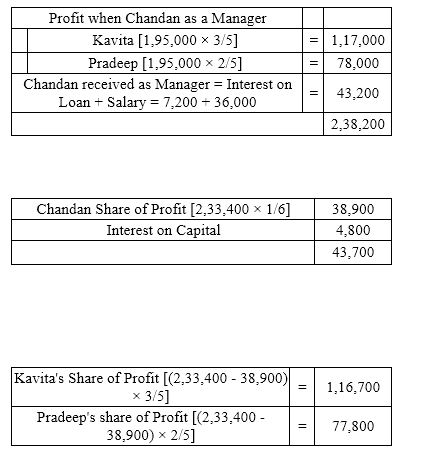 Profit when Chandan as a Manager
Kavita [1,95,000 × 3/5] = 1,17,000
Pradeep [1,95,000 × 2/5] = 78,000
Chandan received as Manager = Interest on
Loan + Salary = 7,200 + 36,000 = 43,200
2,38,200
Chandan Share of Profit [2,33,400 × 1/6] 38,900
Interest on Capital 4,800
43,700
Kavita's Share of Profit [(2,33,400 - 38,900)
× 3/5] = 1,16,700
Pradeep's share of Profit [(2,33,400 -
38,900) × 2/5] = 77,800